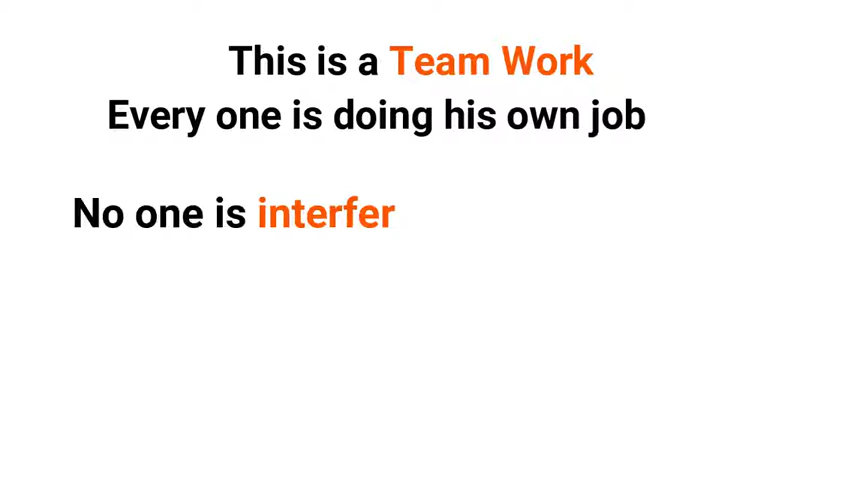 This is a Team Work
Every one is doing his own job
No one is interfer